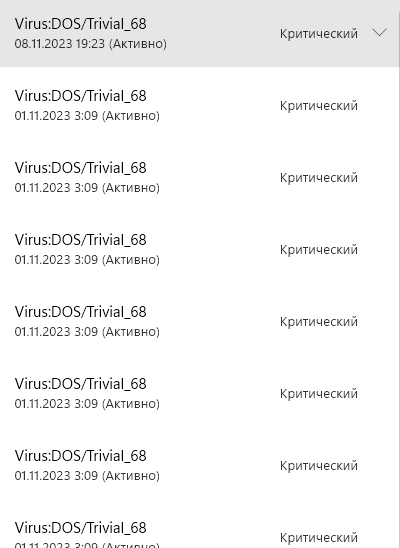 Virus:DOS/Trivial_68
08.11.2023 19:23 (Активно)
Критический
Virus:DOS/Trivial_68
01.11.2023 3:09 (Активно)
Критический
Virus:DOS/Trivial_68
01.11.2023 3:09 (Активно)
Критический
Virus:DOS/Trivial_68
01.11.2023 3:09 (Активно)
Критический
Virus:DOS/Trivial_68
01.11.2023 3:09 (Активно)
Критический
Virus:DOS/Trivial_68
01.11.2023 3:09 (Активно)
Критический
Virus:DOS/Trivial_68
01.11.2023 3:09 (Активно)
Критический
Virus:DOS/Trivial_68
01.11.2023 3:09 (Активно)
Критический